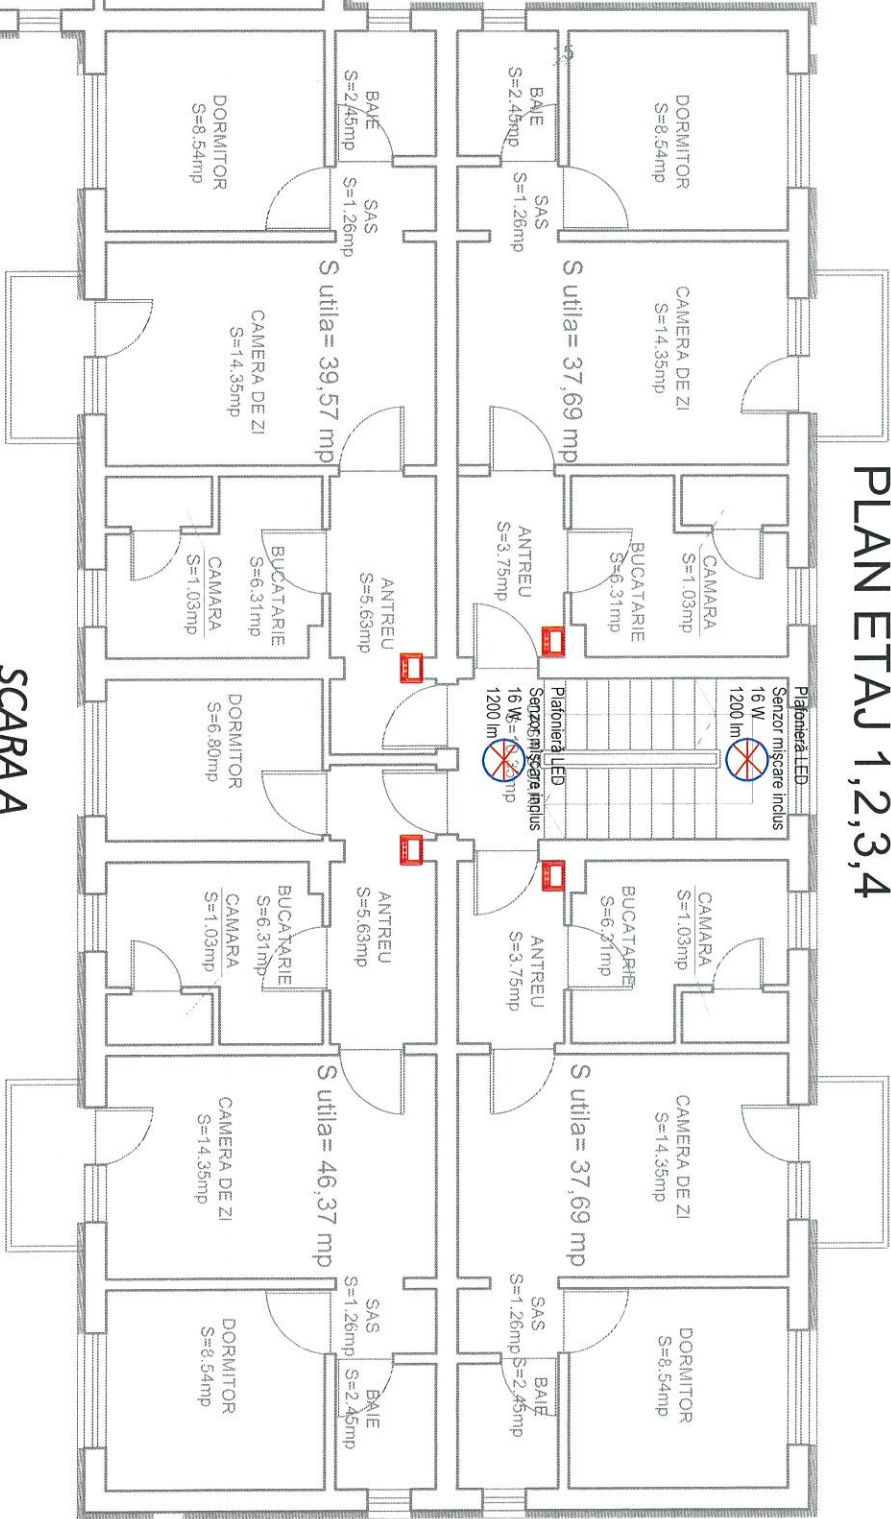 PLAN ETAJ 1,2,3,4
DORMITOR
S=8.54mp
CAMERA DE ZI
S=14.35mp
CAMARA
S=1.03mp
BUCATARIE
S=6.31mp
Plafonieră LED
Senzor mișcare inclus
16 W
1200 lm
CAMARA
S=1.03mp
BUCATARIE
S=6.31mp
CAMERA DE ZI
S=14.35mp
DORMITOR
S=8.54mp
BAIE
S=2.45mp
SAS
S=1.26mp
S utila= 37,69 mp
ANTREU
S=3.75mp
Plafonieră LED
Senzor mișcare inclus
16 W
1200 lm
ANTREU
S=3.75mp
S utila= 37,69 mp
SAS
S=1.26mp
BAIE
S=2.45mp
BAIE
S=2.45mp
SAS
S=1.26mp
S utila= 39,57 mp
ANTREU
S=5.63mp
ANTREU
S=5.63mp
S utila= 46,37 mp
SAS
S=1.26mp
BAIE
S=2.45mp
DORMITOR
S=8.54mp
CAMERA DE ZI
S=14.35mp
BUCATARIE
S=6.31mp
CAMARA
S=1.03mp
DORMITOR
S=6.80mp
BUCATARIE
S=6.31mp
CAMARA
S=1.03mp
CAMERA DE ZI
S=14.35mp
DORMITOR
S=8.54mp
SCARA A